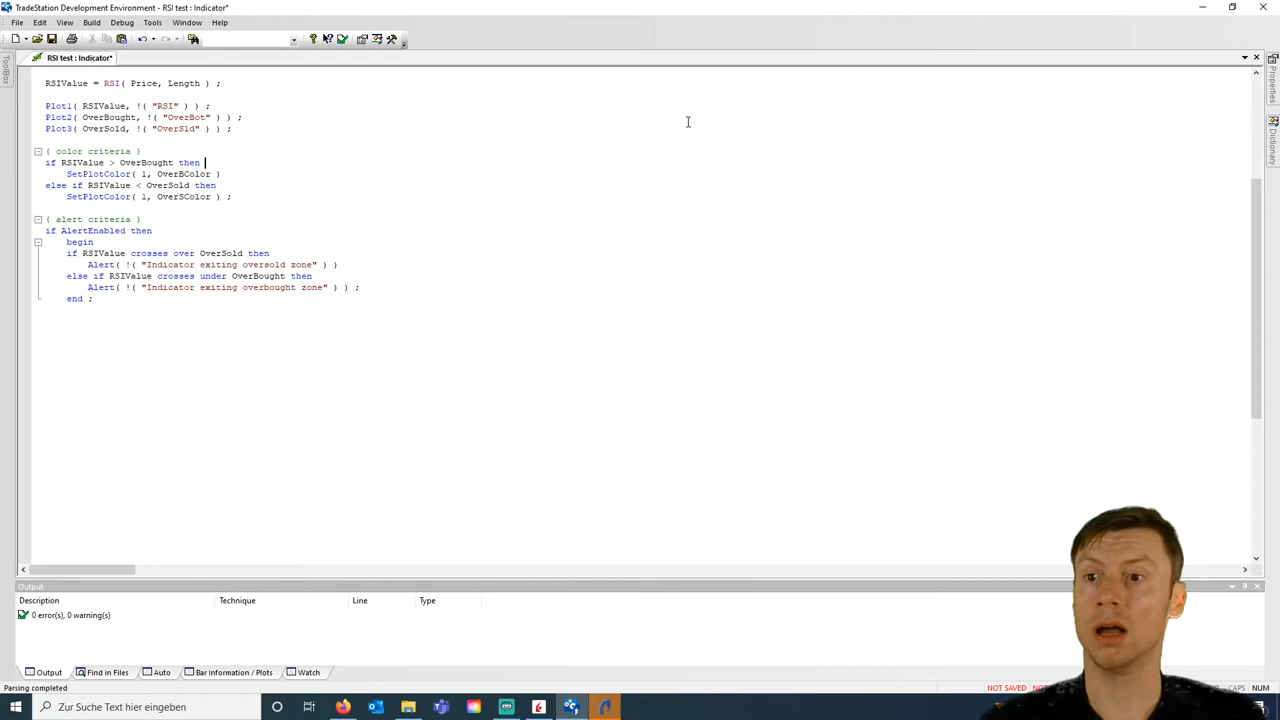 TradeStation Development Environment - RSI test : Indicator*
File Edit View Build Debug Tools Window Help
RSI test : Indicator*
ToolBox
Properties
TradingApps
RSIValue = RSI( Price, Length ) ;
Plot1( RSIValue, !( "RSI" ) ) ;
Plot2( OverBought, !( "OverBot" ) ) ;
Plot3( OverSold, !( "OverSld" ) ) ;
{ color criteria }
if RSIValue > OverBought then
SetPlotColor( 1, OverBColor )
else if RSIValue < OverSold then
SetPlotColor( 1, OverSColor ) ;
{ alert criteria }
if AlertEnabled then
begin
if RSIValue crosses over OverSold then
Alert( !( "Indicator exiting oversold zone" ) )
else if RSIValue crosses under OverBought then
Alert( !( "Indicator exiting overbought zone" ) ) ;
end ;
Output
Description Technique Line Type
0 error(s), 0 warning(s)
Output Find in Files Auto Bar Information / Plots Watch
Parsing completed NOT SAVED CAPS NUM
Zur Suche Text hier eingeben